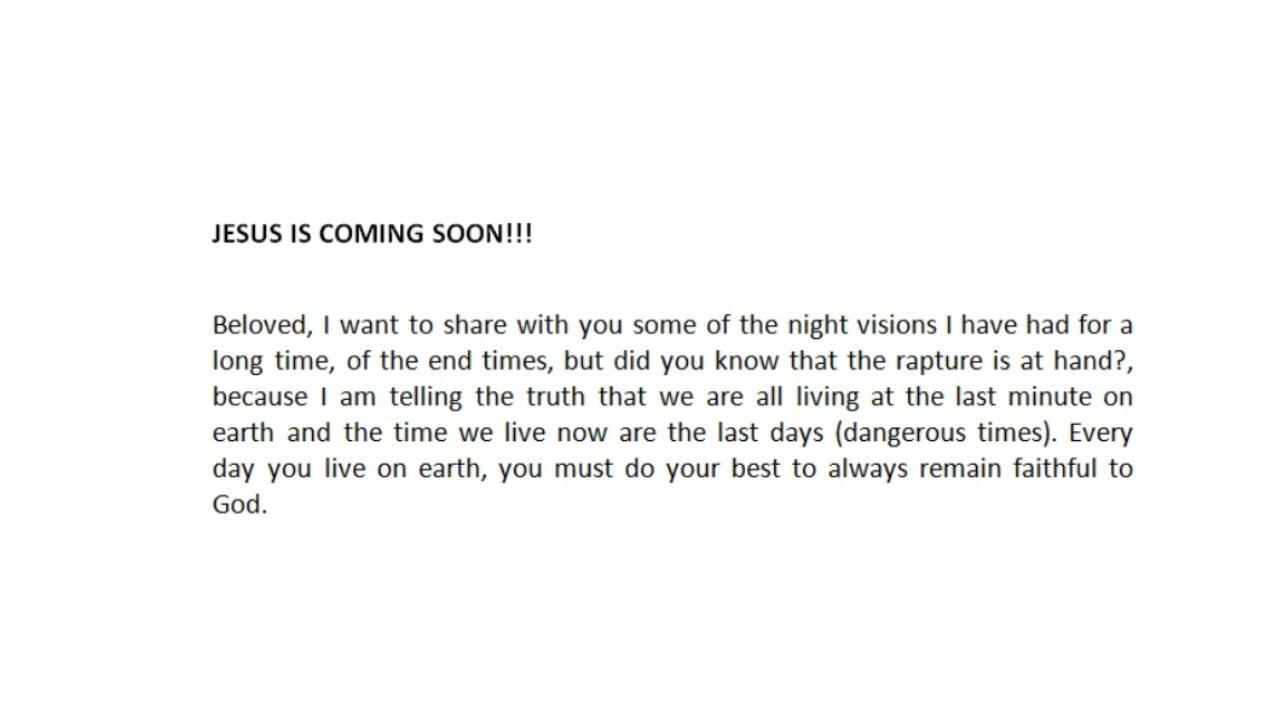 JESUS IS COMING SOON!!!
Beloved, I want to share with you some of the night visions I have had for a
long time, of the end times, but did you know that the rapture is at hand?,
because I am telling the truth that we are all living at the last minute on
earth and the time we live now are the last days (dangerous times). Every
day you live on earth, you must do your best to always remain faithful to
God.